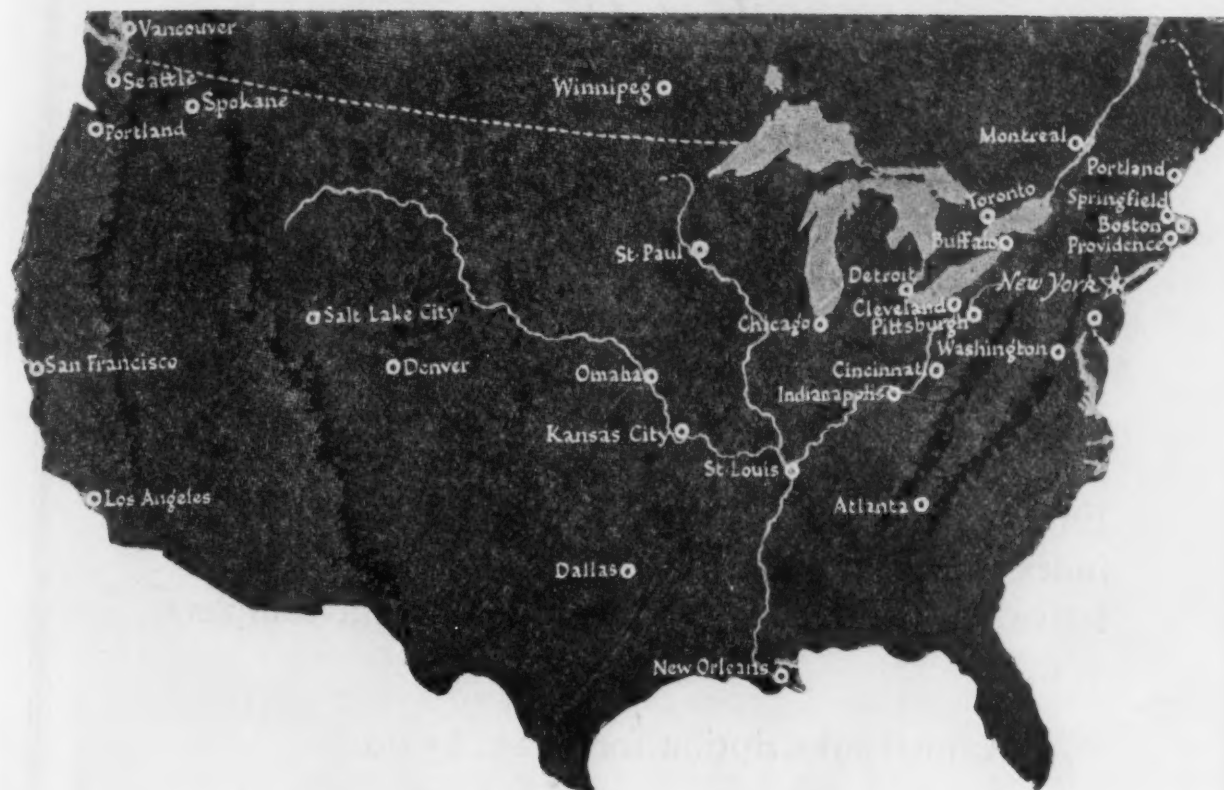 Vancouver
Seattle
Spokane
Portland
Winnipeg
Montreal
Portland
Springfield
Boston
Providence
Toronto
Buffalo
St. Paul
Detroit
New York
Cleveland
Pittsburgh
Chicago
Salt Lake City
San Francisco
Denver
Omaha
Washington
Cincinnati
Indianapolis
Kansas City
St. Louis
Los Angeles
Atlanta
Dallas
New Orleans